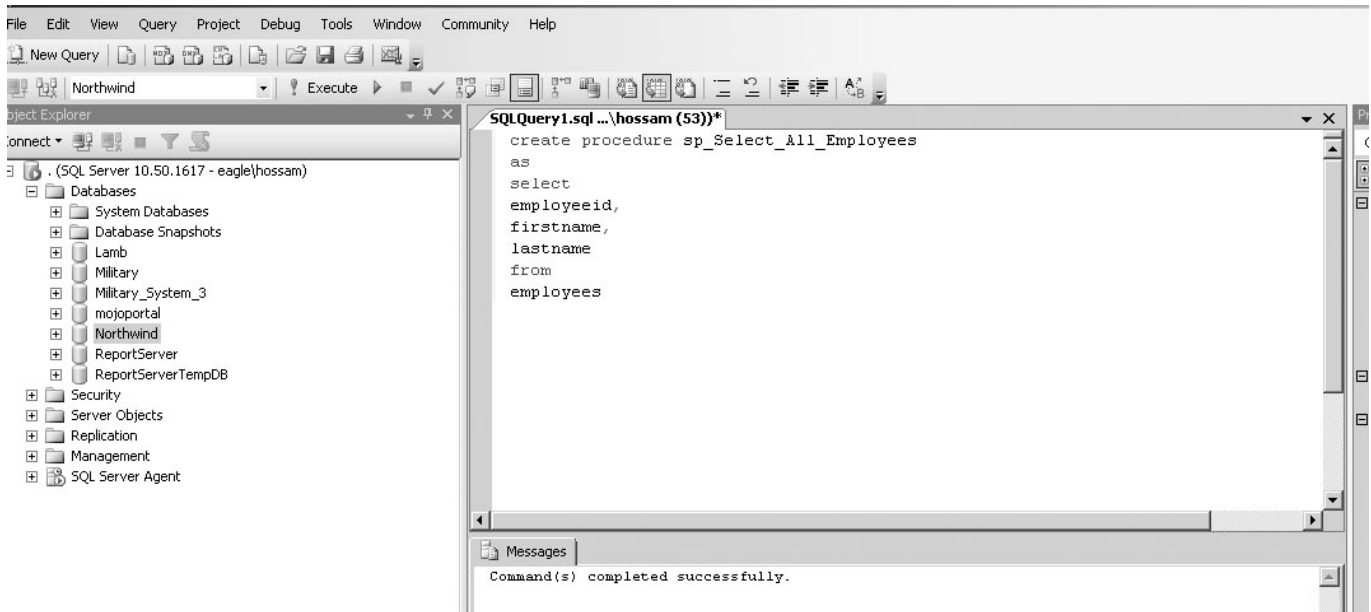 File Edit View Query Project Debug Tools Window Community Help
New Query
Northwind Execute
bject Explorer
onnect
. (SQL Server 10.50.1617 - eagle\hossam)
Databases
System Databases
Database Snapshots
Lamb
Military
Military_System_3
mojoportal
Northwind
ReportServer
ReportServerTempDB
Security
Server Objects
Replication
Management
SQL Server Agent
SQLQuery1.sql ...\hossam (53))*
create procedure sp_Select_All_Employees
as
select
employeeid,
firstname,
lastname
from
employees
Messages
Command(s) completed successfully.
Pr